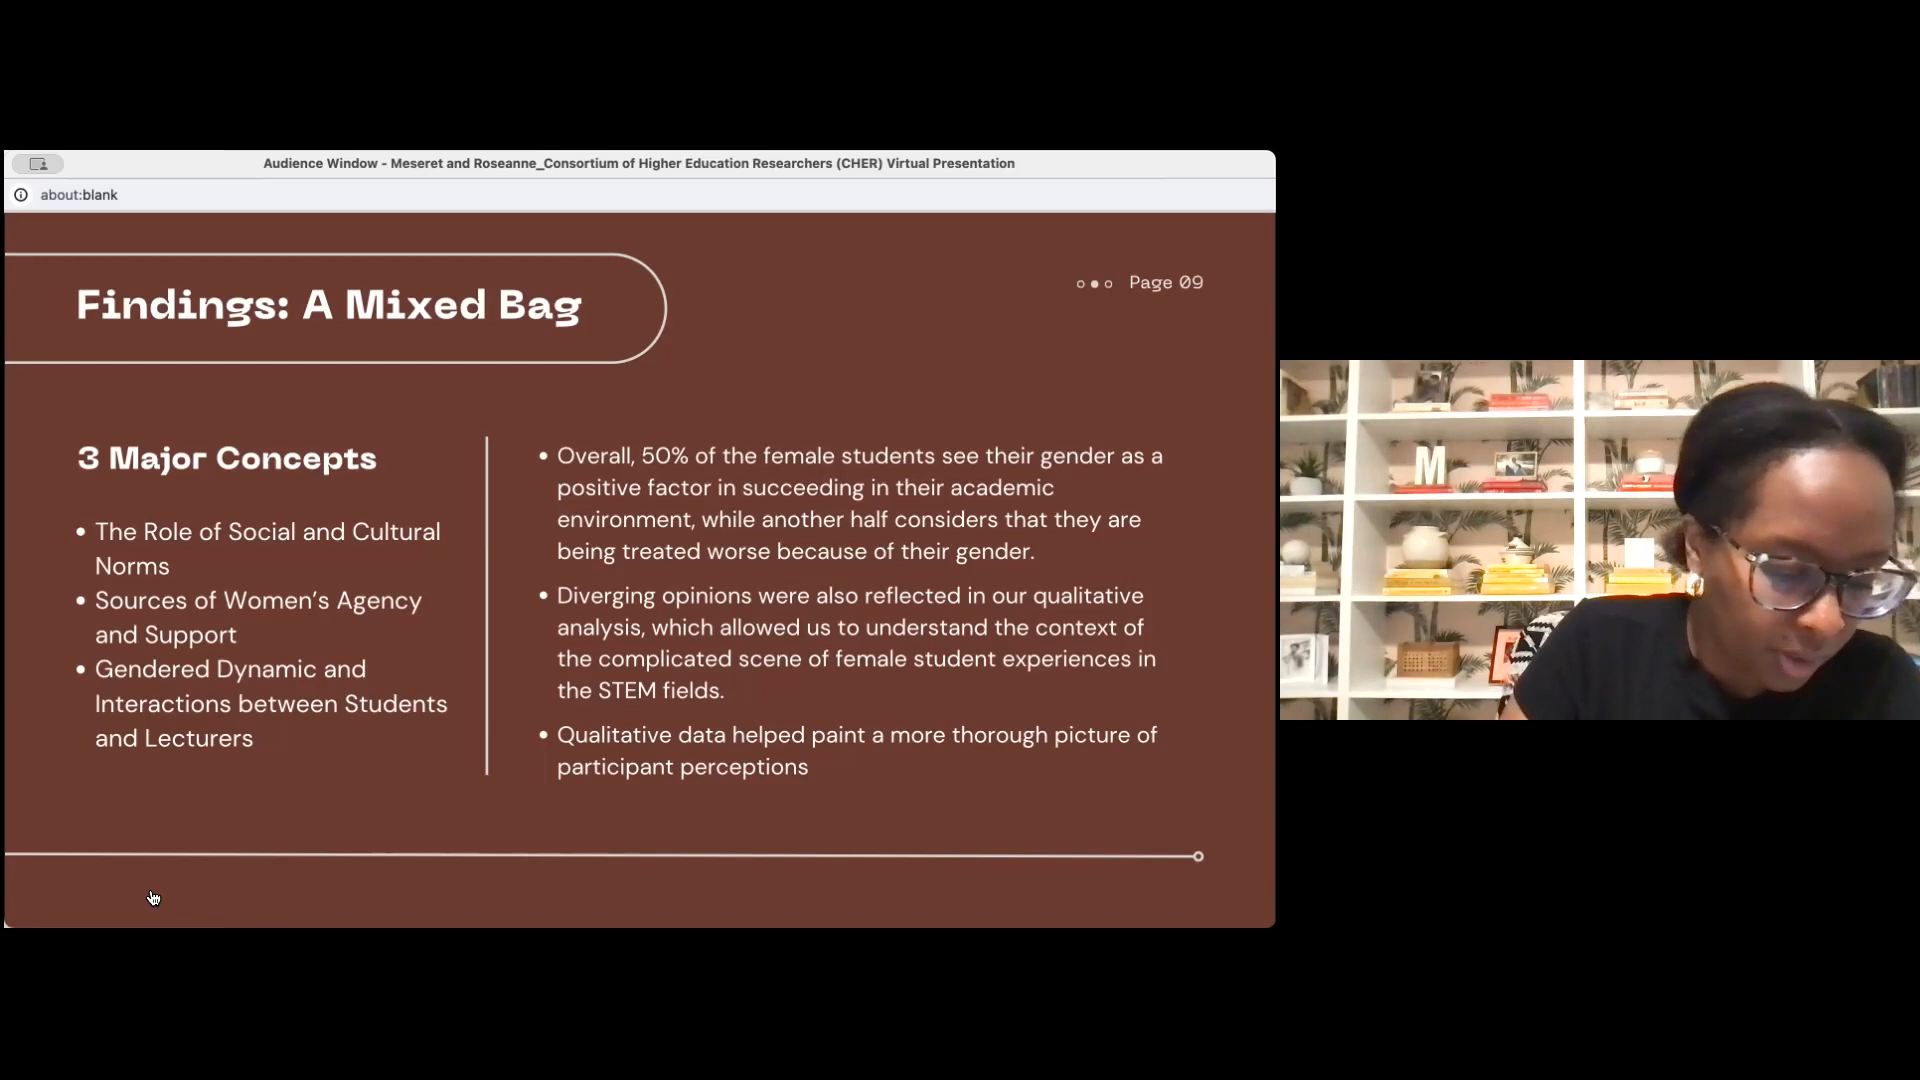 Audience Window - Meseret and Roseanne_Consortium of Higher Education Researchers (CHER) Virtual Presentation
about:blank
Findings: A Mixed Bag
Page 09
3 Major Concepts
• The Role of Social and Cultural
Norms
• Sources of Women’s Agency
and Support
• Gendered Dynamic and
Interactions between Students
and Lecturers
• Overall, 50% of the female students see their gender as a
positive factor in succeeding in their academic
environment, while another half considers that they are
being treated worse because of their gender.
• Diverging opinions were also reflected in our qualitative
analysis, which allowed us to understand the context of
the complicated scene of female student experiences in
the STEM fields.
• Qualitative data helped paint a more thorough picture of
participant perceptions
M